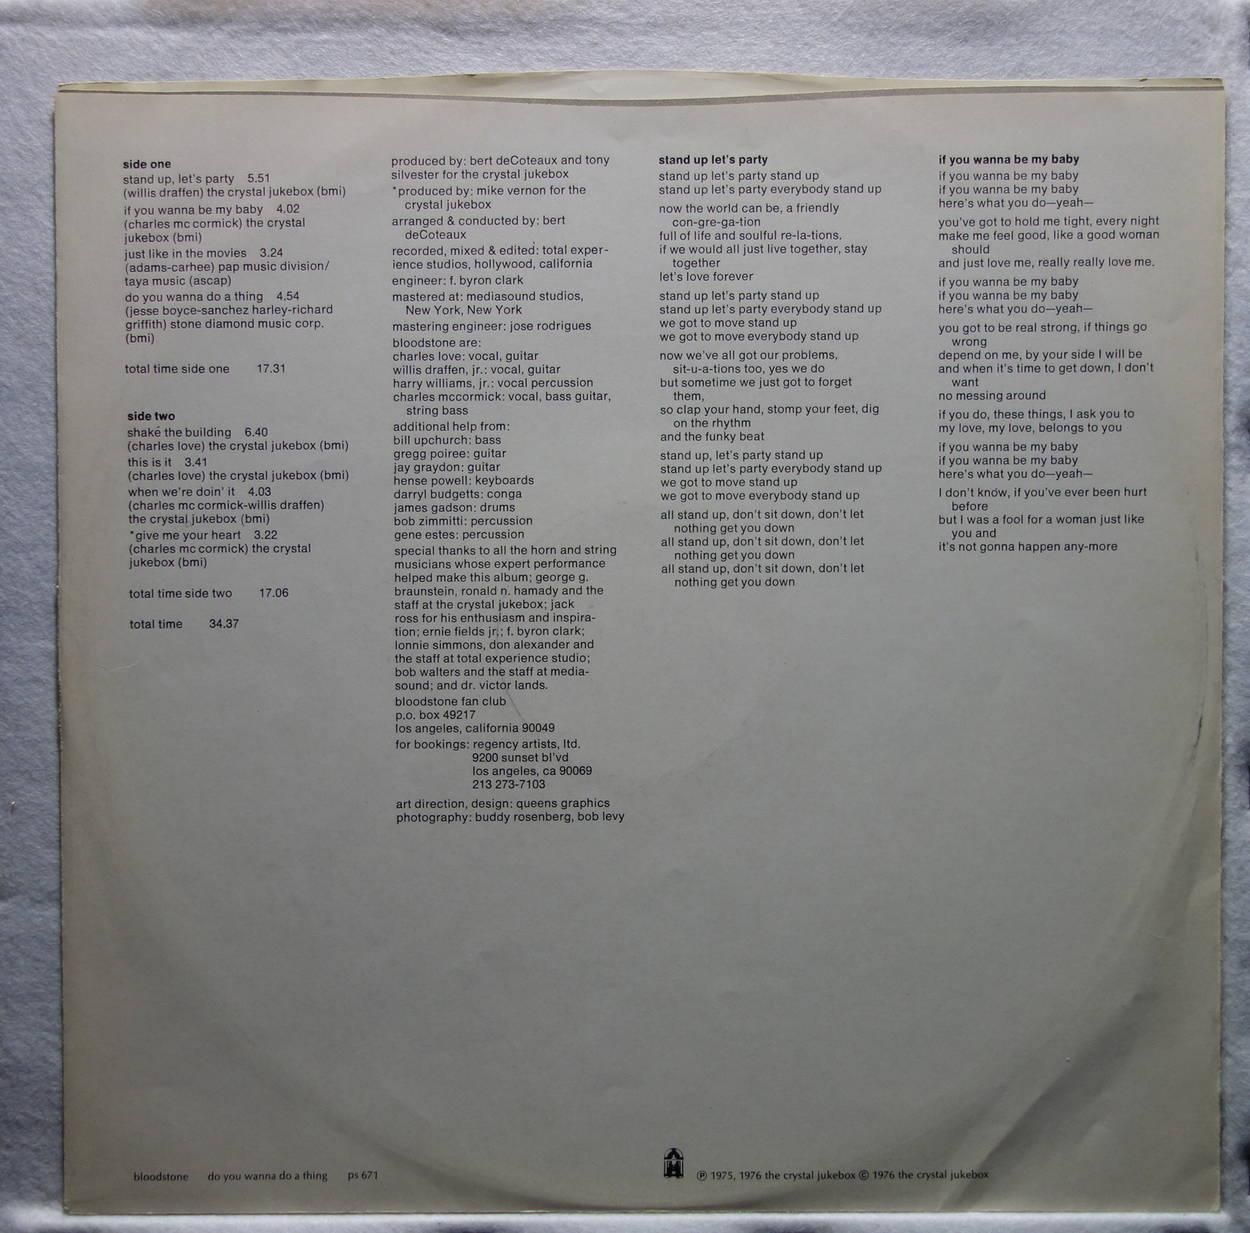 side one
stand up, let's party 5.51
(willis draffen) the crystal jukebox (bmi)
if you wanna be my baby 4.02
(charles mc cormick) the crystal
jukebox (bmi)
just like in the movies 3.24
(adams-carhee) pap music division/
taya music (ascap)
do you wanna do a thing 4.54
(jesse boyce-sanchez harley-richard
griffith) stone diamond music corp.
(bmi)
total time side one 17.31
side two
shake the building 6.40
(charles love) the crystal jukebox (bmi)
this is it 3.41
(charles love) the crystal jukebox (bmi)
when we're doin' it 4.03
(charles mc cormick-willis draffen)
the crystal jukebox (bmi)
*give me your heart 3.22
(charles mc cormick) the crystal
jukebox (bmi)
total time side two 17.06
total time 34.37
produced by: bert deCoteaux and tony
silvester for the crystal jukebox
*produced by: mike vernon for the
crystal jukebox
arranged & conducted by: bert
deCoteaux
recorded, mixed & edited: total exper-
ience studios, hollywood, california
engineer: f. byron clark
mastered at: mediasound studios,
New York, New York
mastering engineer: jose rodrigues
bloodstone are:
charles love: vocal, guitar
willis draffen, jr.: vocal, guitar
harry williams, jr.: vocal percussion
charles mccormick: vocal, bass guitar,
string bass
additional help from:
bill upchurch: bass
gregg poiree: guitar
jay graydon: guitar
hense powell: keyboards
darryl budgetts: conga
james gadson: drums
bob zimmitti: percussion
gene estes: percussion
special thanks to all the horn and string
musicians whose expert performance
helped make this album; george g.
braunstein, ronald n. hamady and the
staff at the crystal jukebox; jack
ross for his enthusiasm and inspira-
tion; ernie fields jr,; f. byron clark;
lonnie simmons, don alexander and
the staff at total experience studio;
bob walters and the staff at media-
sound; and dr. victor lands.
bloodstone fan club
p.o. box 49217
los angeles, california 90049
for bookings: regency artists, ltd.
9200 sunset bl'vd
los angeles, ca 90069
213 273-7103
art direction, design: queens graphics
photography: buddy rosenberg, bob levy
stand up let's party
stand up let's party stand up
stand up let's party everybody stand up
now the world can be, a friendly
con-gre-ga-tion
full of life and soulful re-la-tions.
if we would all just live together, stay
together
let's love forever
stand up let's party stand up
stand up let's party everybody stand up
we got to move stand up
we got to move everybody stand up
now we've all got our problems,
sit-u-a-tions too, yes we do
but sometime we just got to forget
them,
so clap your hand, stomp your feet, dig
on the rhythm
and the funky beat
stand up, let's party stand up
stand up let's party everybody stand up
we got to move stand up
we got to move everybody stand up
all stand up, don't sit down, don't let
nothing get you down
all stand up, don't sit down, don't let
nothing get you down
all stand up, don't sit down, don't let
nothing get you down
if you wanna be my baby
if you wanna be my baby
if you wanna be my baby
here's what you do—yeah—
you've got to hold me tight, every night
make me feel good, like a good woman
should
and just love me, really really love me.
if you wanna be my baby
if you wanna be my baby
here's what you do—yeah—
you got to be real strong, if things go
wrong
depend on me, by your side I will be
and when it's time to get down, I don't
want
no messing around
if you do, these things, I ask you to
my love, my love, belongs to you
if you wanna be my baby
if you wanna be my baby
here's what you do—yeah—
I don't know, if you've ever been hurt
before
but I was a fool for a woman just like
you and
it's not gonna happen any-more
bloodstone do you wanna do a thing ps 671
℗ 1975, 1976 the crystal jukebox © 1976 the crystal jukebox